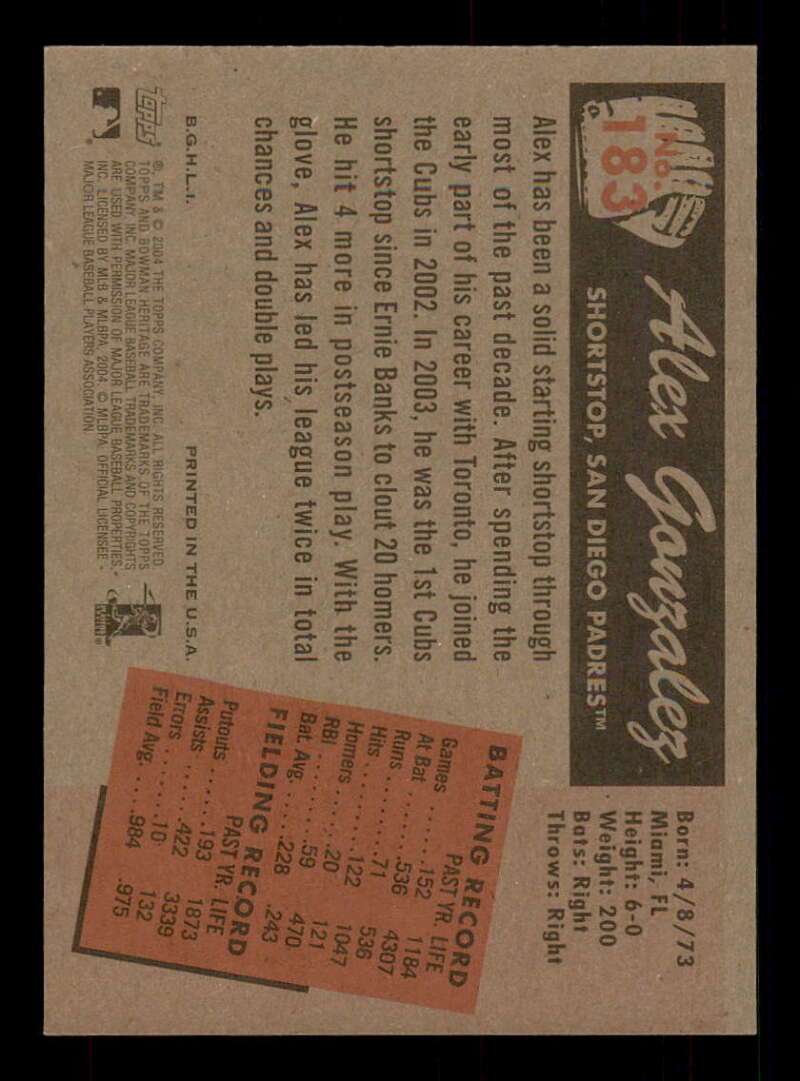 No.
183
Alex Gonzalez
SHORTSTOP, SAN DIEGO PADRES™
Born: 4/8/73
Miami, FL
Height: 6-0
Weight: 200
Bats: Right
Throws: Right
Alex has been a solid starting shortstop through
most of the past decade. After spending the
early part of his career with Toronto, he joined
the Cubs in 2002. In 2003, he was the 1st Cubs
shortstop since Ernie Banks to clout 20 homers.
He hit 4 more in postseason play. With the
glove, Alex has led his league twice in total
chances and double plays.
BATTING RECORD
PAST YR. LIFE
Games ......152 1184
At Bat ........536 4307
Runs ........71 536
Hits ........122 1047
Homers ......20 121
RBI ........59 470
Bat. Avg. ....228 .243
FIELDING RECORD
PAST YR. LIFE
Putouts ......193 1873
Assists ......422 3339
Errors ......10 132
Field Avg. ....984 .975
B.G.H.L.I. PRINTED IN THE U.S.A.
TOPPS
®, TM & © 2004 THE TOPPS COMPANY, INC. ALL RIGHTS RESERVED.
TOPPS AND BOWMAN HERITAGE ARE TRADEMARKS OF THE TOPPS
COMPANY, INC. MAJOR LEAGUE BASEBALL TRADEMARKS AND COPYRIGHTS
ARE USED WITH PERMISSION OF MAJOR LEAGUE BASEBALL PROPERTIES,
INC. LICENSED BY MLB & MLBPA, 2004. © MLBPA. OFFICIAL LICENSEE -
MAJOR LEAGUE BASEBALL PLAYERS ASSOCIATION.